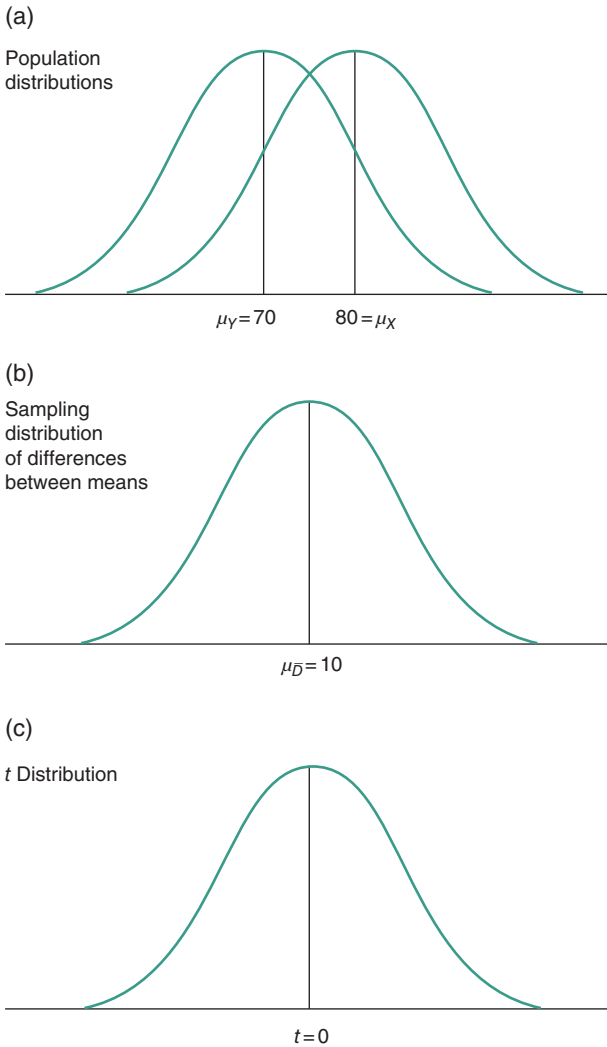 (a)
Population
distributions
μY = 70 80 = μX
(b)
Sampling
distribution
of differences
between means
μD̅ = 10
(c)
t Distribution
t = 0